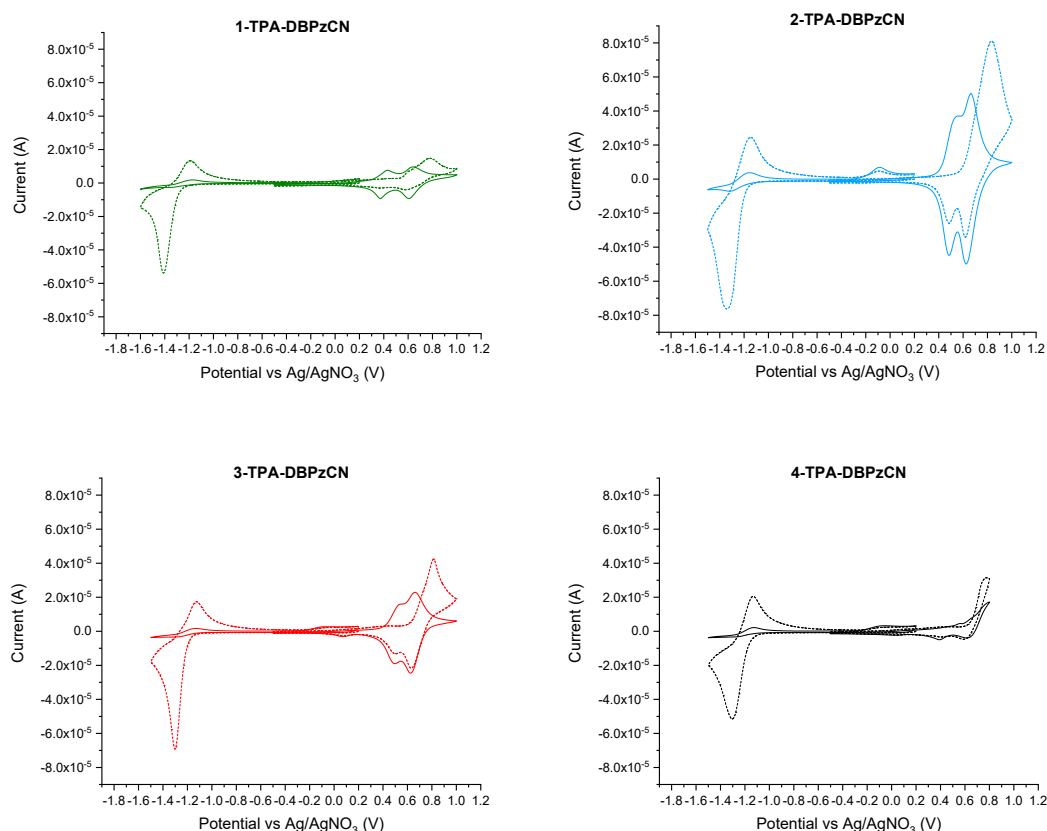 1-TPA-DBPzCN
8.0x10⁻⁵
6.0x10⁻⁵
4.0x10⁻⁵
2.0x10⁻⁵
0.0
-2.0x10⁻⁵
-4.0x10⁻⁵
-6.0x10⁻⁵
-8.0x10⁻⁵
Current (A)
-1.8 -1.6 -1.4 -1.2 -1.0 -0.8 -0.6 -0.4 -0.2 0.0 0.2 0.4 0.6 0.8 1.0 1.2
Potential vs Ag/AgNO₃ (V)
2-TPA-DBPzCN
8.0x10⁻⁵
6.0x10⁻⁵
4.0x10⁻⁵
2.0x10⁻⁵
0.0
-2.0x10⁻⁵
-4.0x10⁻⁵
-6.0x10⁻⁵
-8.0x10⁻⁵
Current (A)
-1.8 -1.6 -1.4 -1.2 -1.0 -0.8 -0.6 -0.4 -0.2 0.0 0.2 0.4 0.6 0.8 1.0 1.2
Potential vs Ag/AgNO₃ (V)
3-TPA-DBPzCN
8.0x10⁻⁵
6.0x10⁻⁵
4.0x10⁻⁵
2.0x10⁻⁵
0.0
-2.0x10⁻⁵
-4.0x10⁻⁵
-6.0x10⁻⁵
-8.0x10⁻⁵
Current (A)
-1.8 -1.6 -1.4 -1.2 -1.0 -0.8 -0.6 -0.4 -0.2 0.0 0.2 0.4 0.6 0.8 1.0 1.2
Potential vs Ag/AgNO₃ (V)
4-TPA-DBPzCN
8.0x10⁻⁵
6.0x10⁻⁵
4.0x10⁻⁵
2.0x10⁻⁵
0.0
-2.0x10⁻⁵
-4.0x10⁻⁵
-6.0x10⁻⁵
-8.0x10⁻⁵
Current (A)
-1.8 -1.6 -1.4 -1.2 -1.0 -0.8 -0.6 -0.4 -0.2 0.0 0.2 0.4 0.6 0.8 1.0 1.2
Potential vs Ag/AgNO₃ (V)